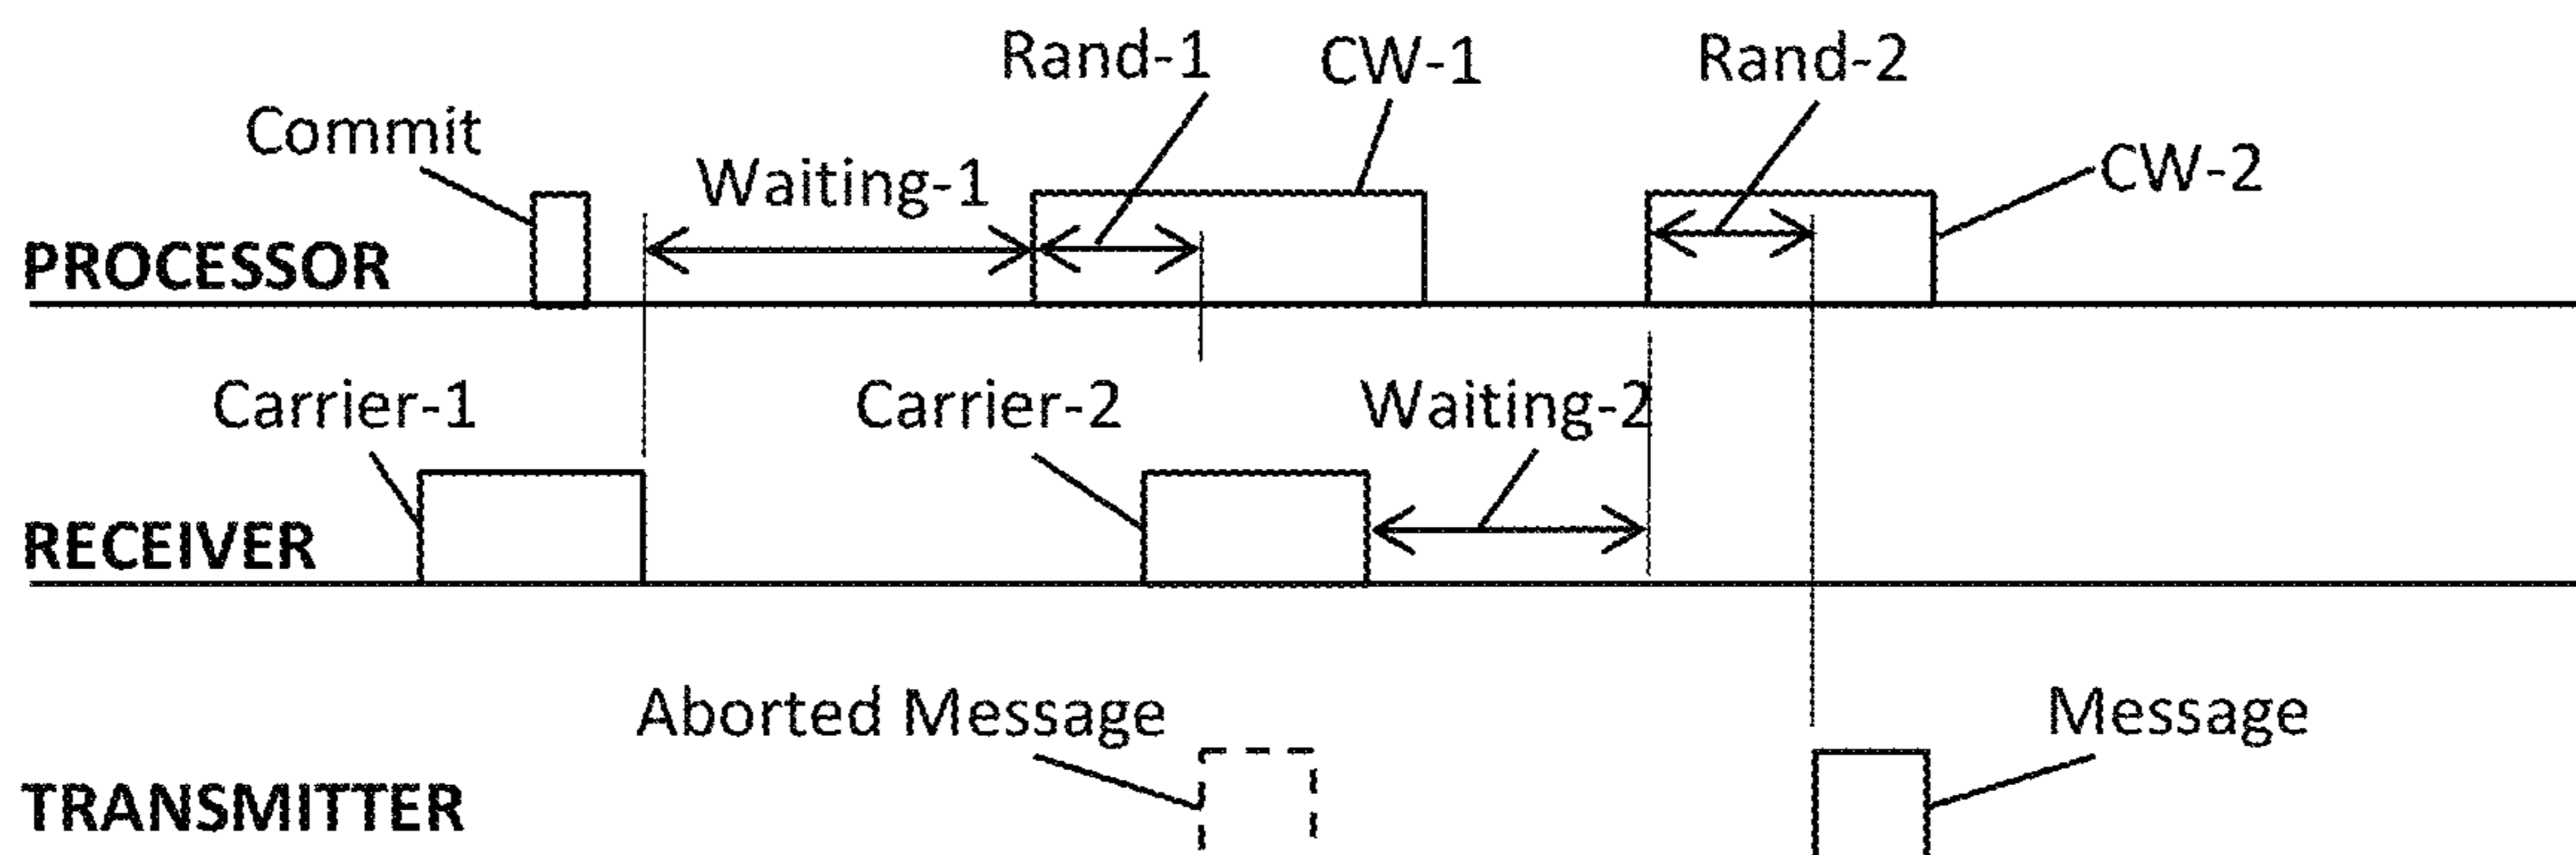 Rand-1
CW-1
Rand-2
Commit
Waiting-1
CW-2
PROCESSOR
Carrier-1
Carrier-2
Waiting-2
RECEIVER
Aborted Message
Message
TRANSMITTER